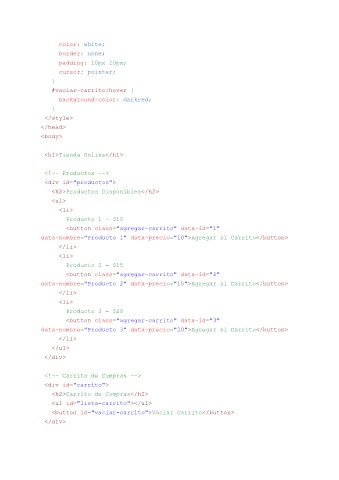 color: white;
border: none;
padding: 10px 20px;
cursor: pointer;
}
#vaciar-carrito:hover {
background-color: darkred;
}
</style>
</head>
<body>
<h1>Tienda Online</h1>
<!-- Productos -->
<div id="productos">
<h2>Productos Disponibles</h2>
<ul>
<li>
Producto 1 - $10
<button class="agregar-carrito" data-id="1"
data-nombre="Producto 1" data-precio="10">Agregar al Carrito</button>
</li>
<li>
Producto 2 - $15
<button class="agregar-carrito" data-id="2"
data-nombre="Producto 2" data-precio="15">Agregar al Carrito</button>
</li>
<li>
Producto 3 - $20
<button class="agregar-carrito" data-id="3"
data-nombre="Producto 3" data-precio="20">Agregar al Carrito</button>
</li>
</ul>
</div>
<!-- Carrito de Compras -->
<div id="carrito">
<h2>Carrito de Compras</h2>
<ul id="lista-carrito"></ul>
<button id="vaciar-carrito">Vaciar Carrito</button>
</div>